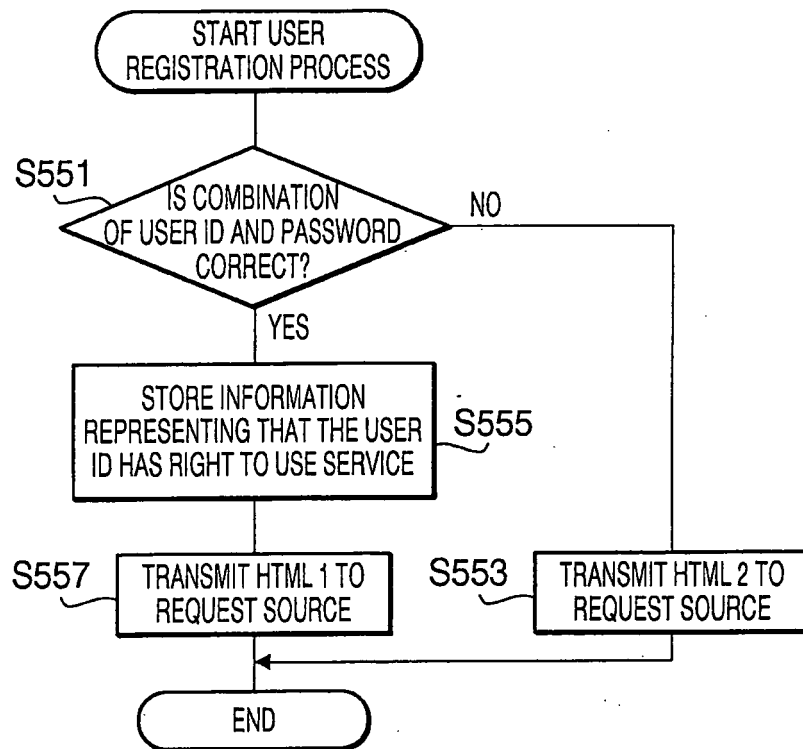 START USER
REGISTRATION PROCESS
S551
IS COMBINATION
OF USER ID AND PASSWORD
CORRECT?
NO
YES
STORE INFORMATION
REPRESENTING THAT THE USER
ID HAS RIGHT TO USE SERVICE
S555
S557
TRANSMIT HTML 1 TO
REQUEST SOURCE
S553
TRANSMIT HTML 2 TO
REQUEST SOURCE
END